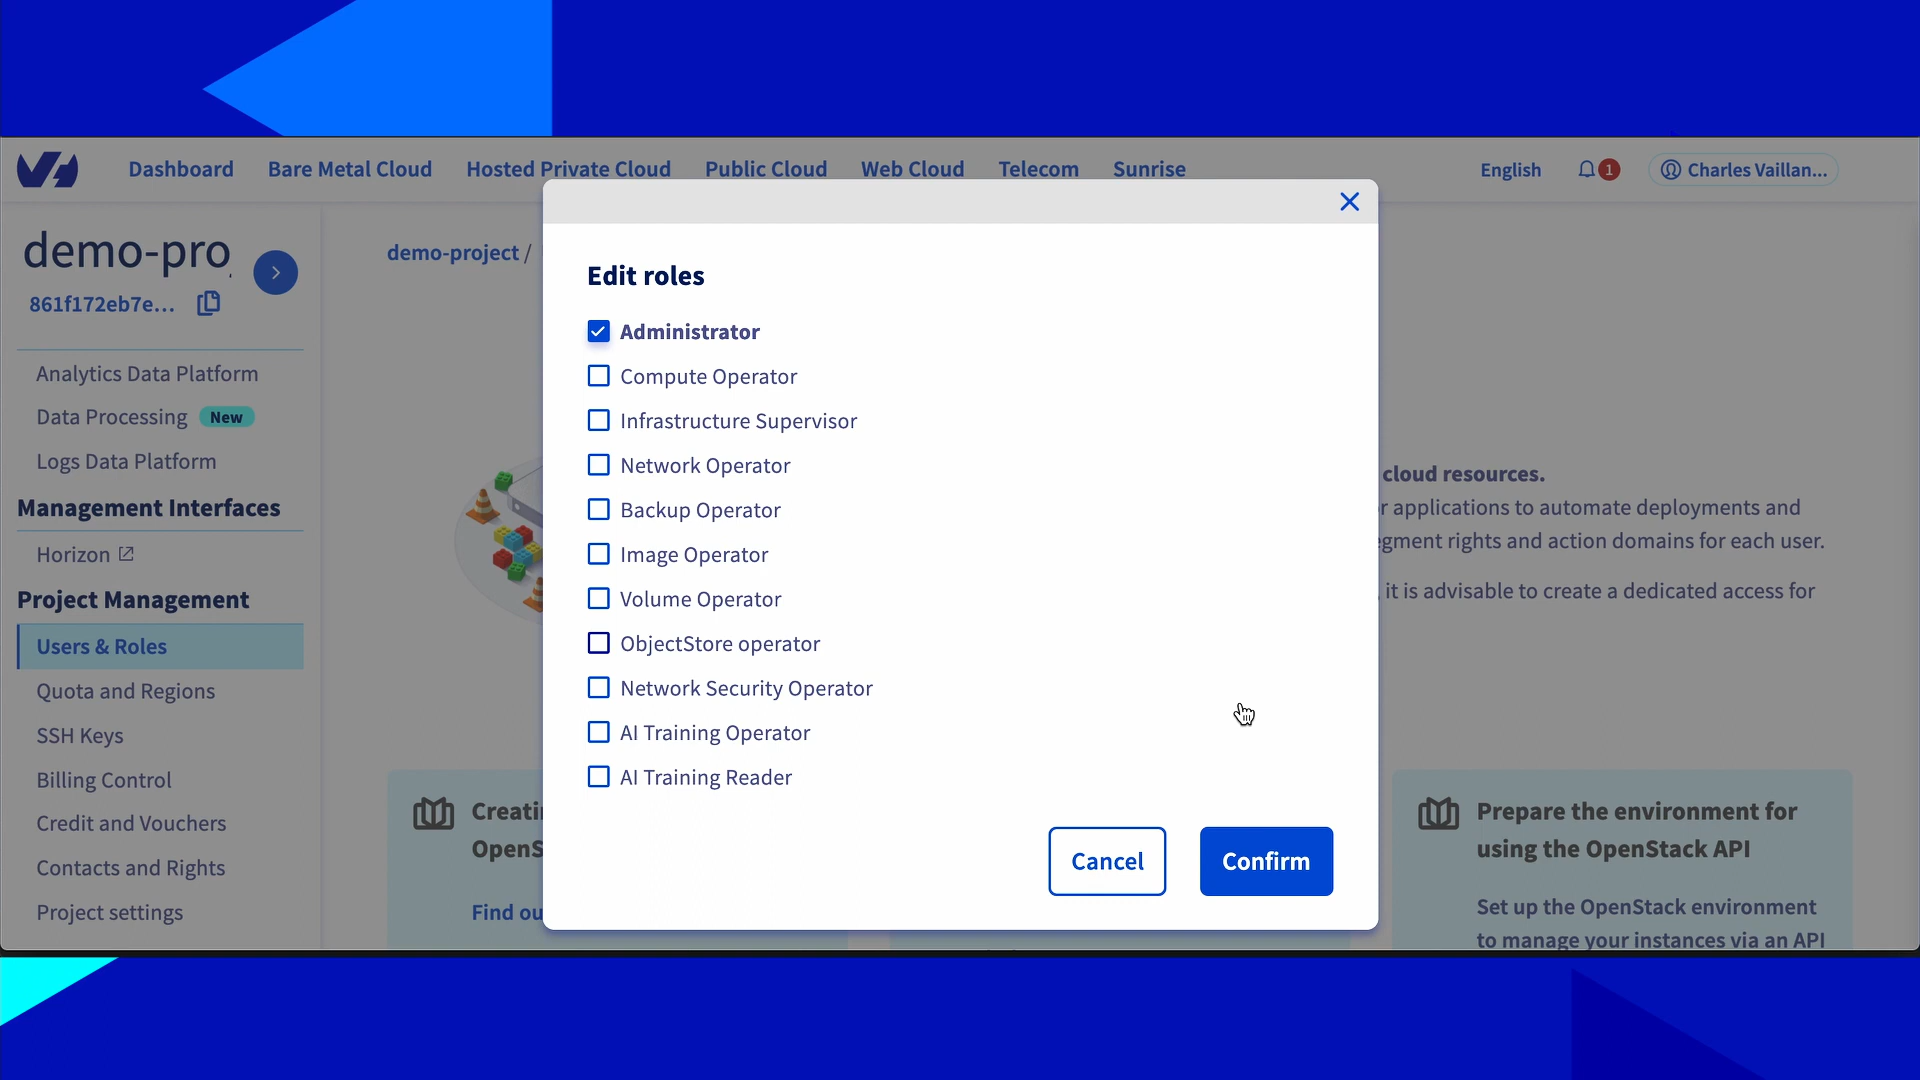 Dashboard Bare Metal Cloud Hosted Private Cloud Public Cloud Web Cloud Telecom Sunrise English 1 Charles Vaillan...
demo-pro
861f172eb7e...
Analytics Data Platform
Data Processing New
Logs Data Platform
Management Interfaces
Horizon
Project Management
Users & Roles
Quota and Regions
SSH Keys
Billing Control
Credit and Vouchers
Contacts and Rights
Project settings
demo-project /
Edit roles
Administrator
Compute Operator
Infrastructure Supervisor
Network Operator
Backup Operator
Image Operator
Volume Operator
ObjectStore operator
Network Security Operator
AI Training Operator
AI Training Reader
Cancel Confirm
cloud resources.
applications to automate deployments and
rights and action domains for each user.
it is advisable to create a dedicated access for
Find
Prepare the environment for
using the OpenStack API
Set up the OpenStack environment
to manage your instances via an API